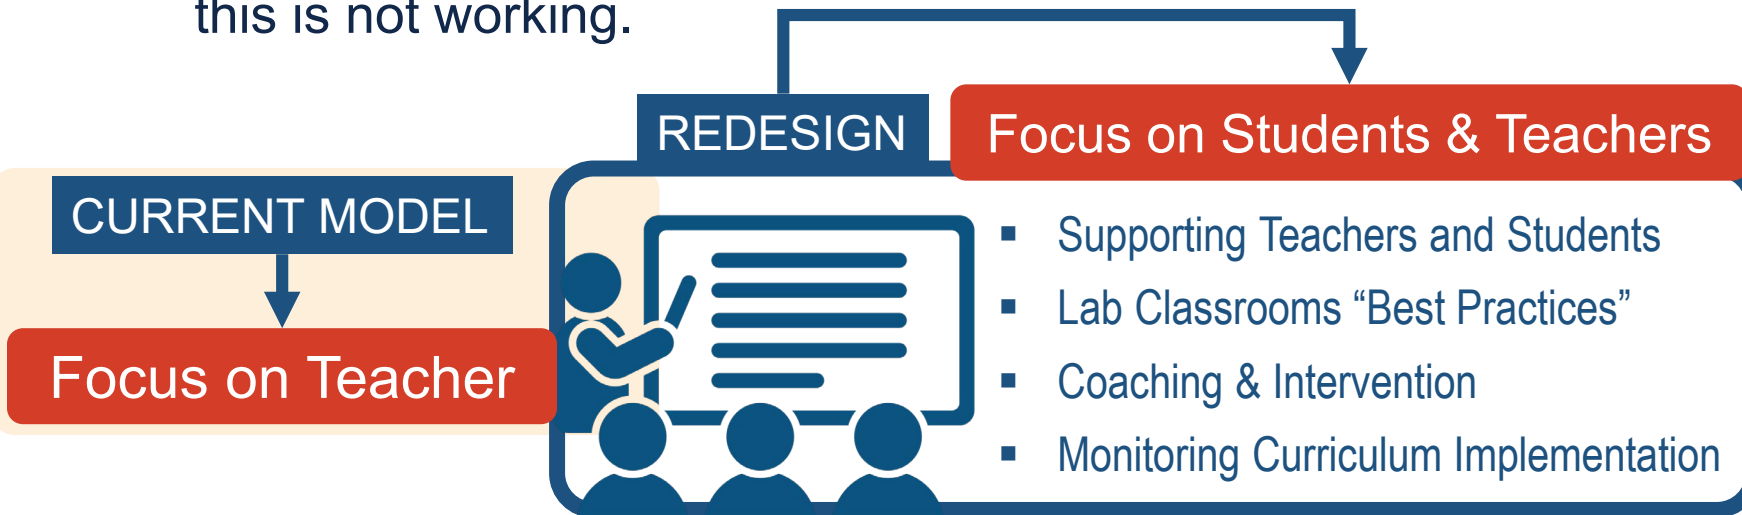 this is not working.
CURRENT MODEL
Focus on Teacher
REDESIGN
Focus on Students & Teachers
▪ Supporting Teachers and Students
▪ Lab Classrooms “Best Practices”
▪ Coaching & Intervention
▪ Monitoring Curriculum Implementation